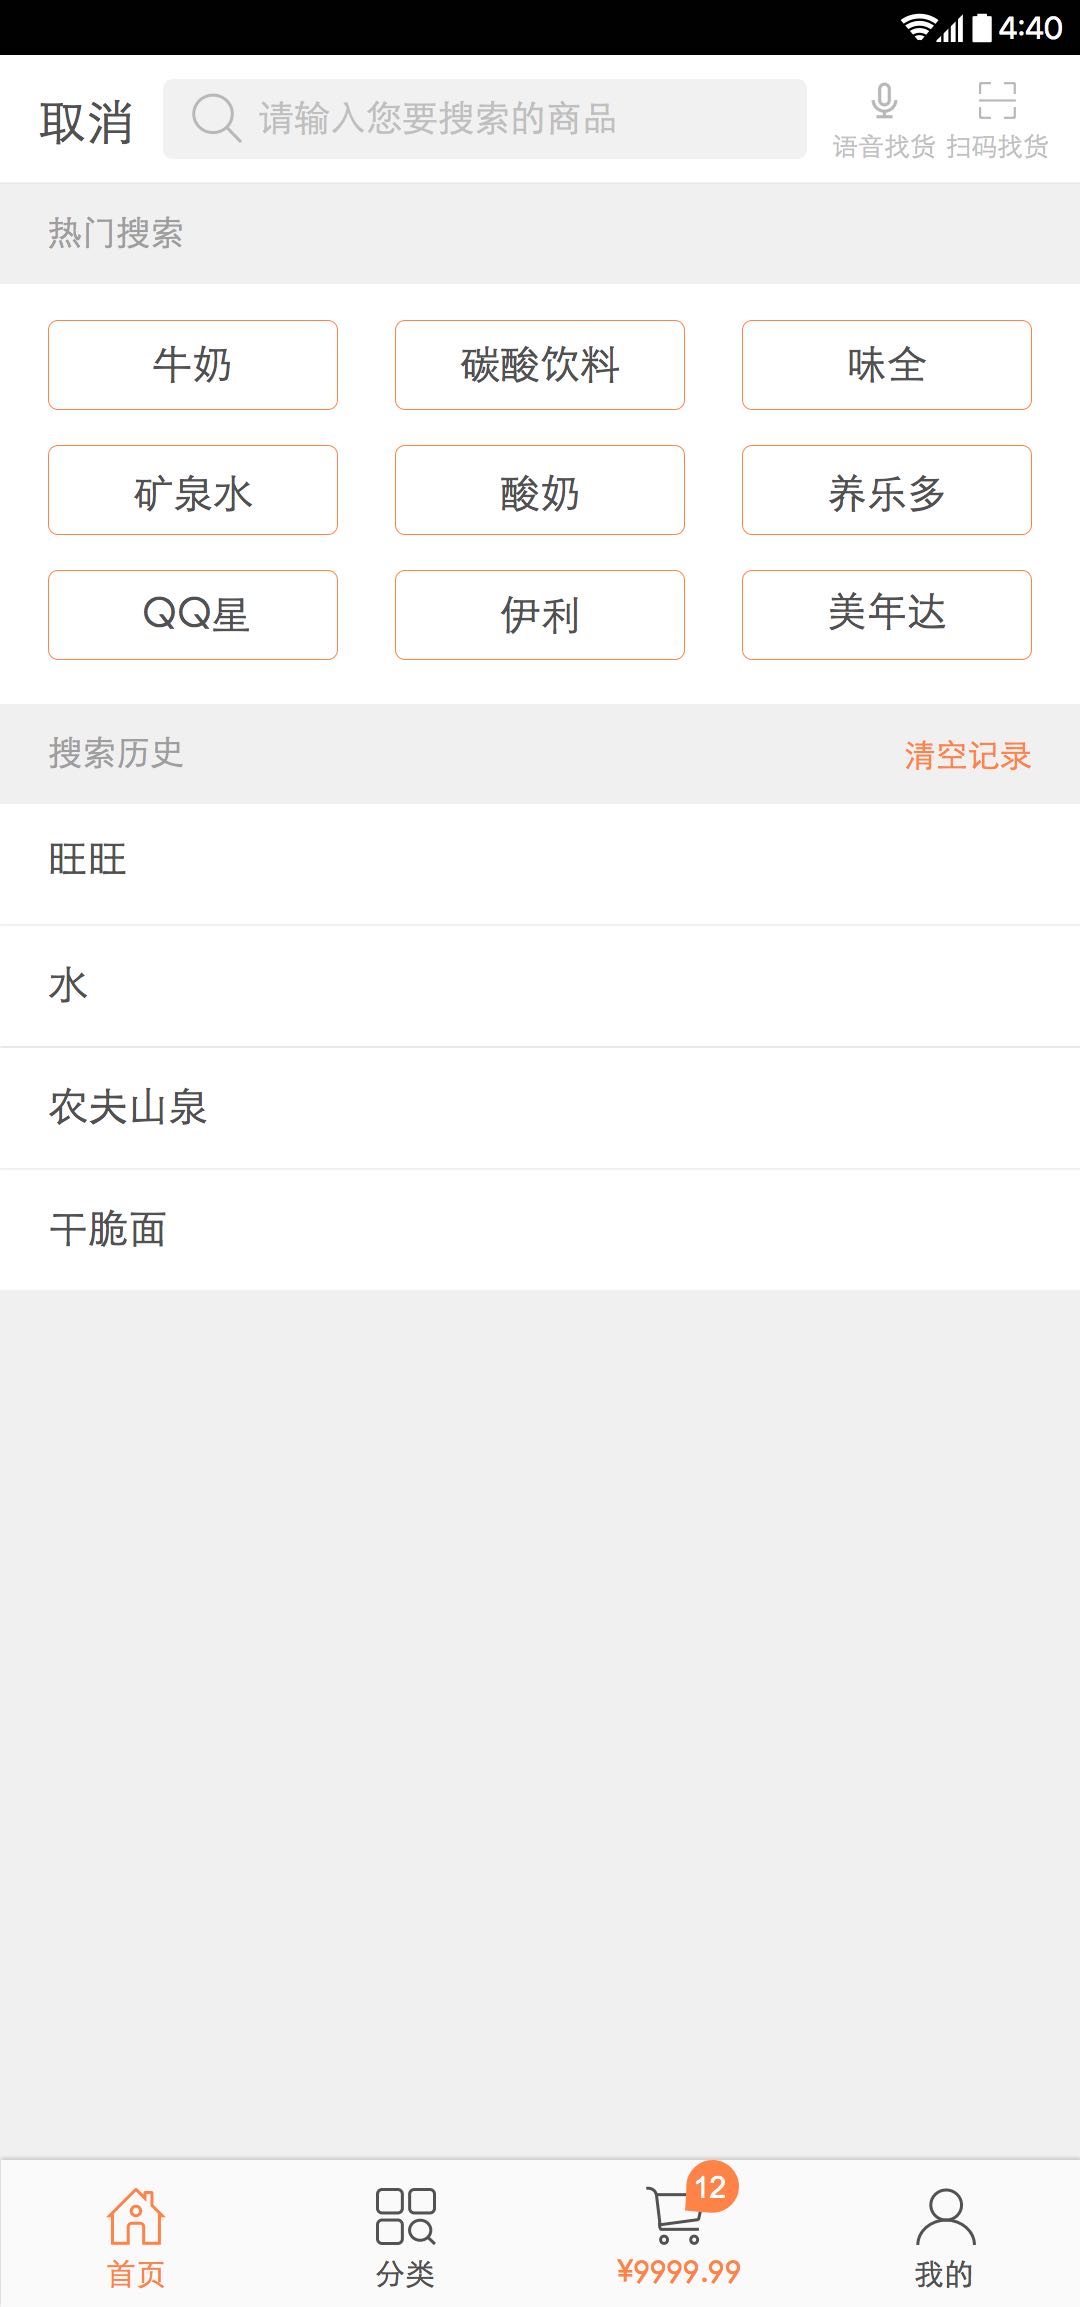 4:40
取消
请输入您要搜索的商品
语音找货 扫码找货
热门搜索
牛奶 碳酸饮料 味全
矿泉水 酸奶 养乐多
QQ星 伊利 美年达
搜索历史 清空记录
旺旺
水
农夫山泉
干脆面
12
首页 分类 ¥9999.99 我的